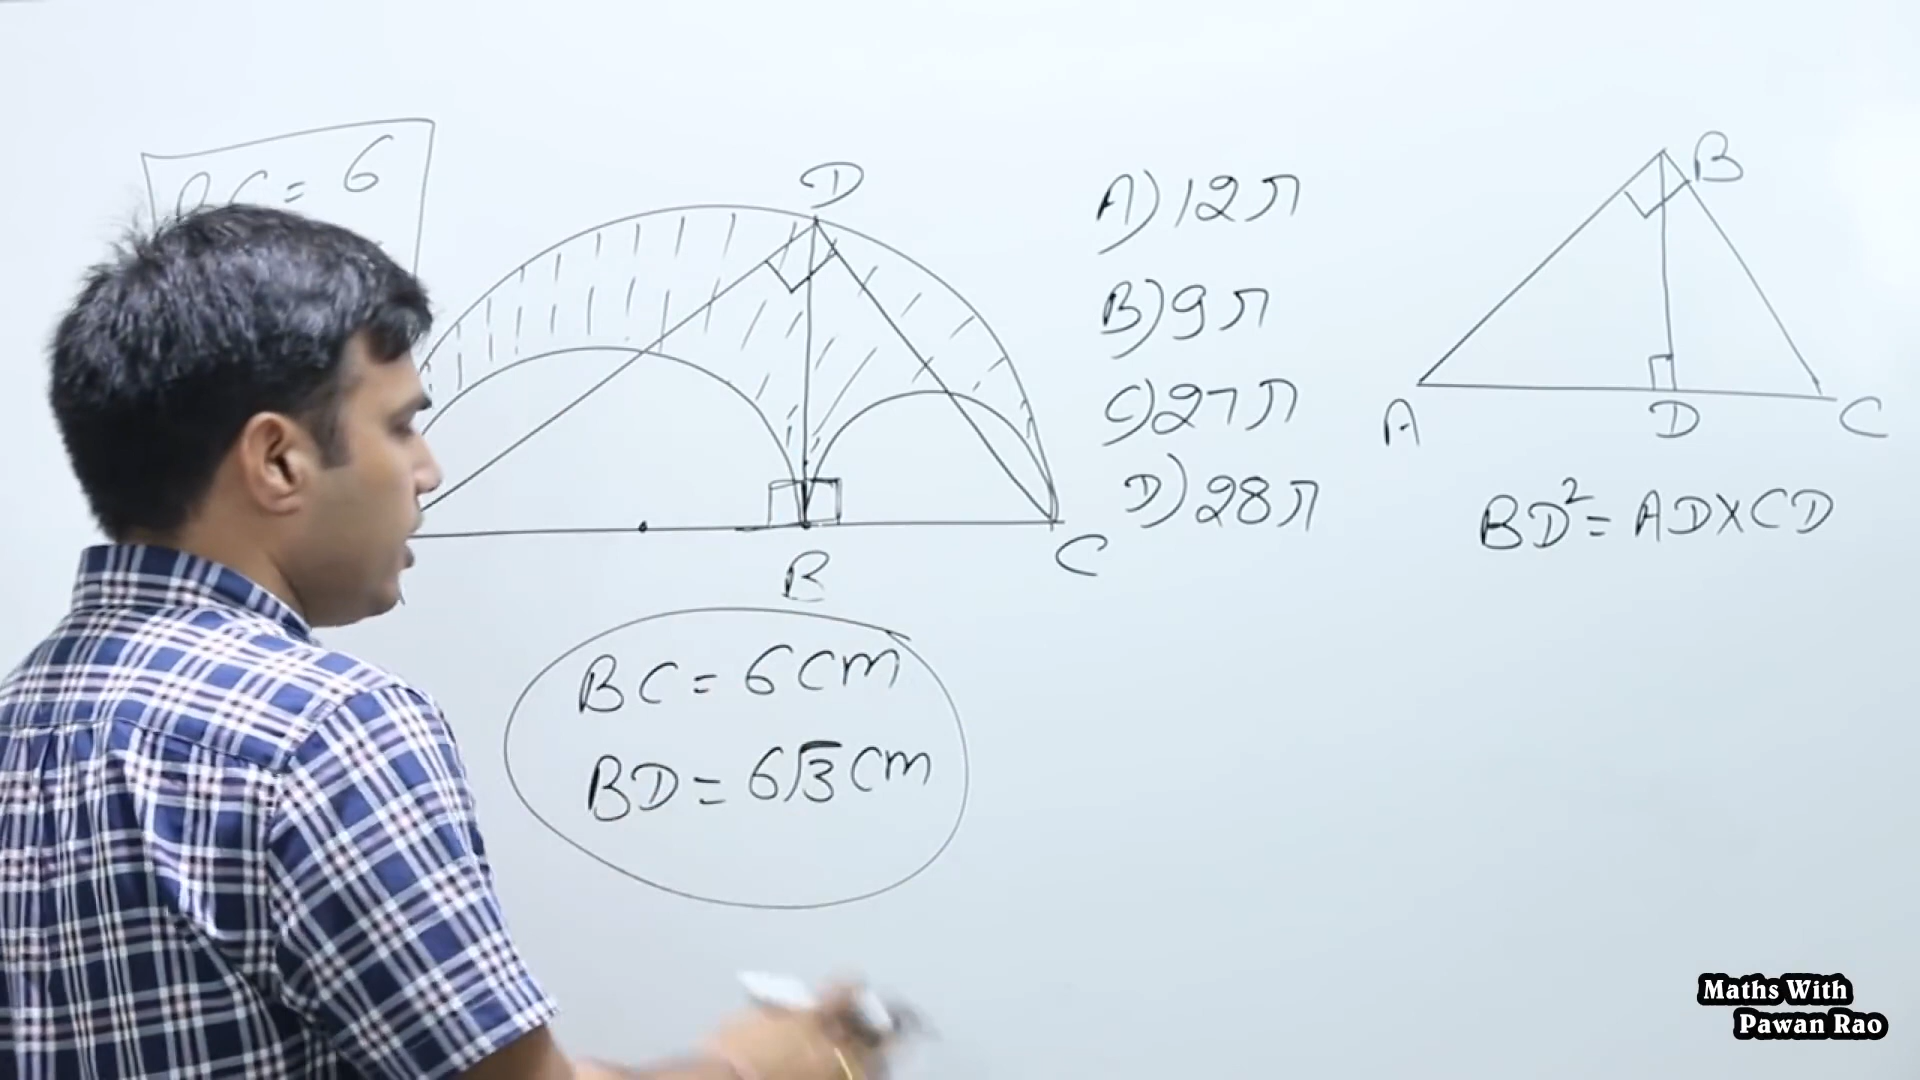 BC = 6
D
A) 12π
B) 9π
C) 27π
D) 28π
B
C
BC = 6 cm
BD = 6√3 cm
B
A
D
C
BD² = AD×CD
Maths With
Pawan Rao